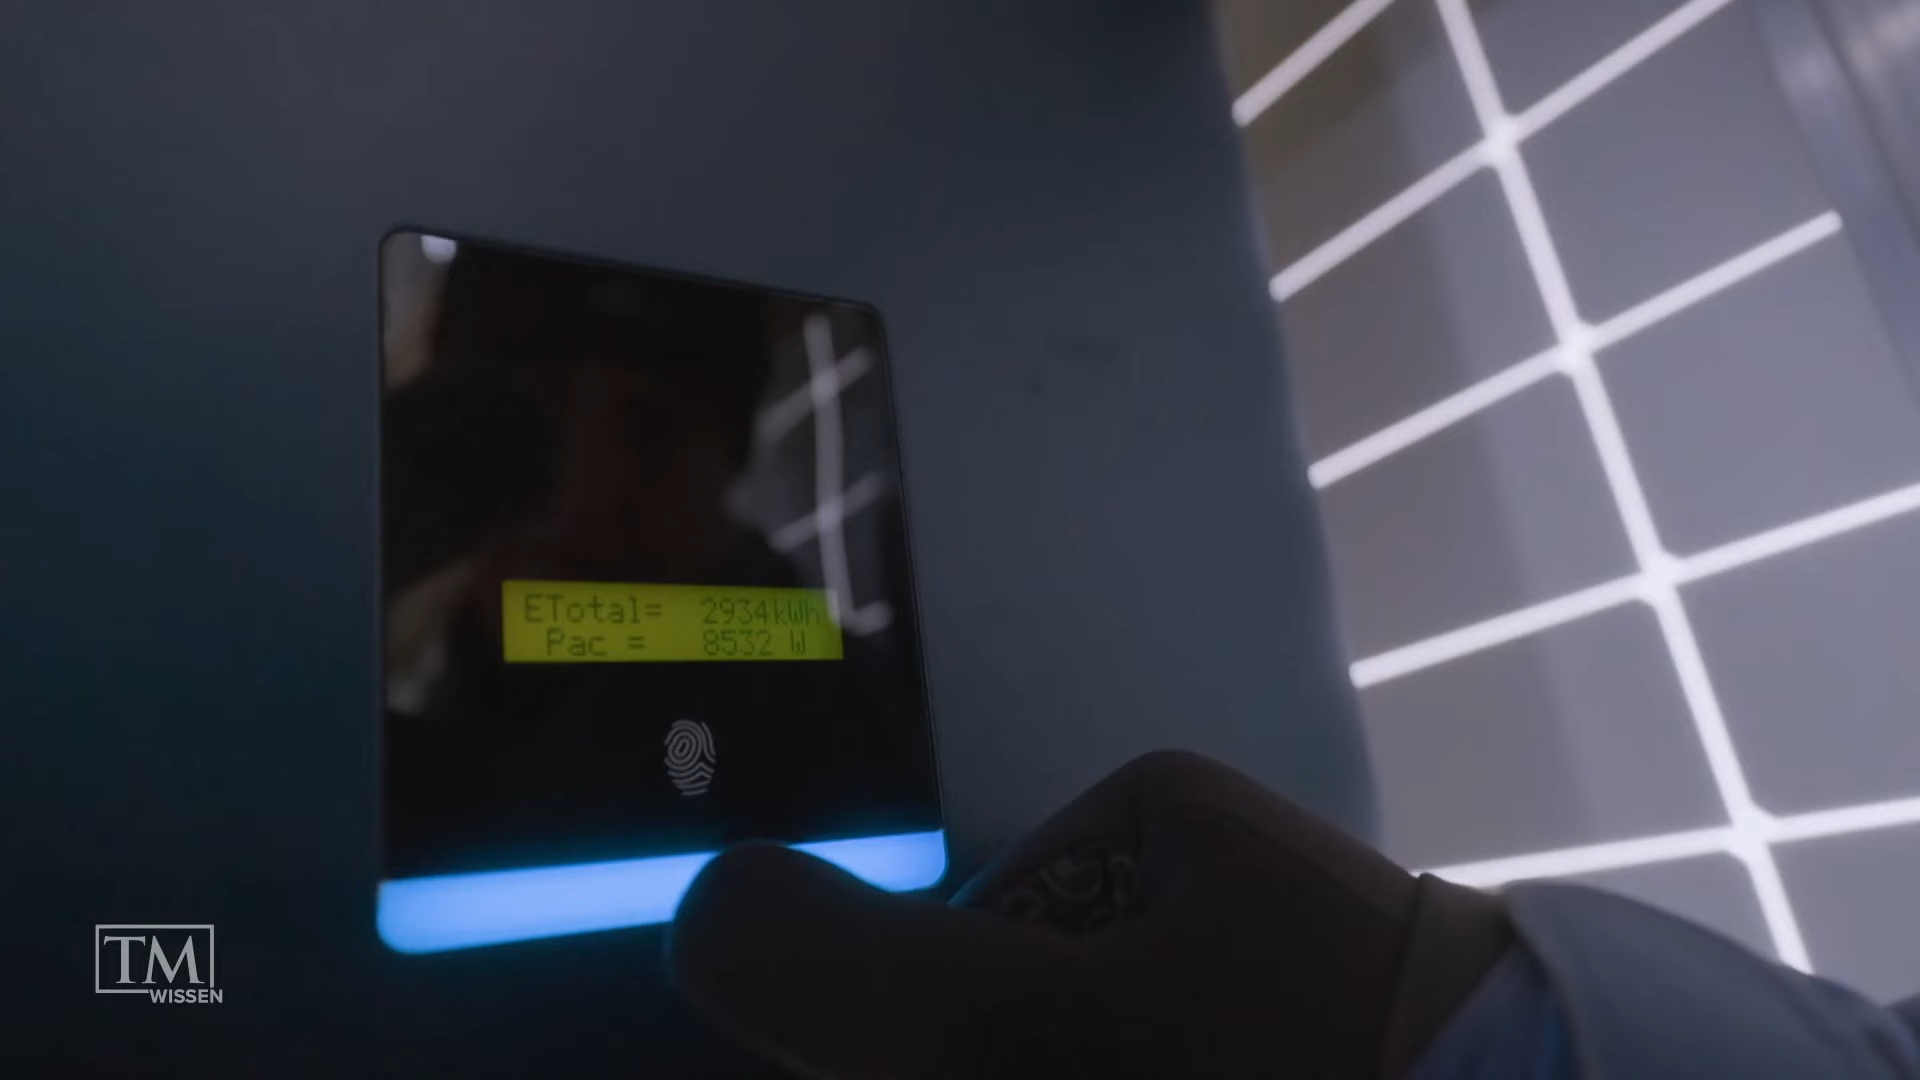 ETotal= 2934kWh
Pac = 8532 W
TM
WISSEN